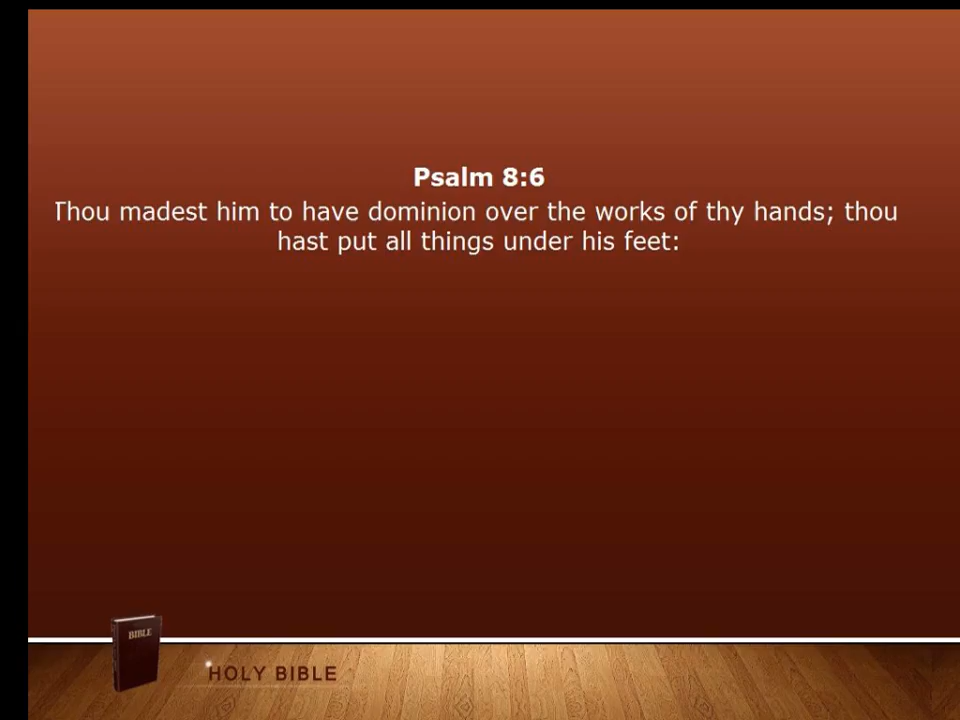 Psalm 8:6
Thou madest him to have dominion over the works of thy hands; thou
hast put all things under his feet:
BIBLE
HOLY BIBLE